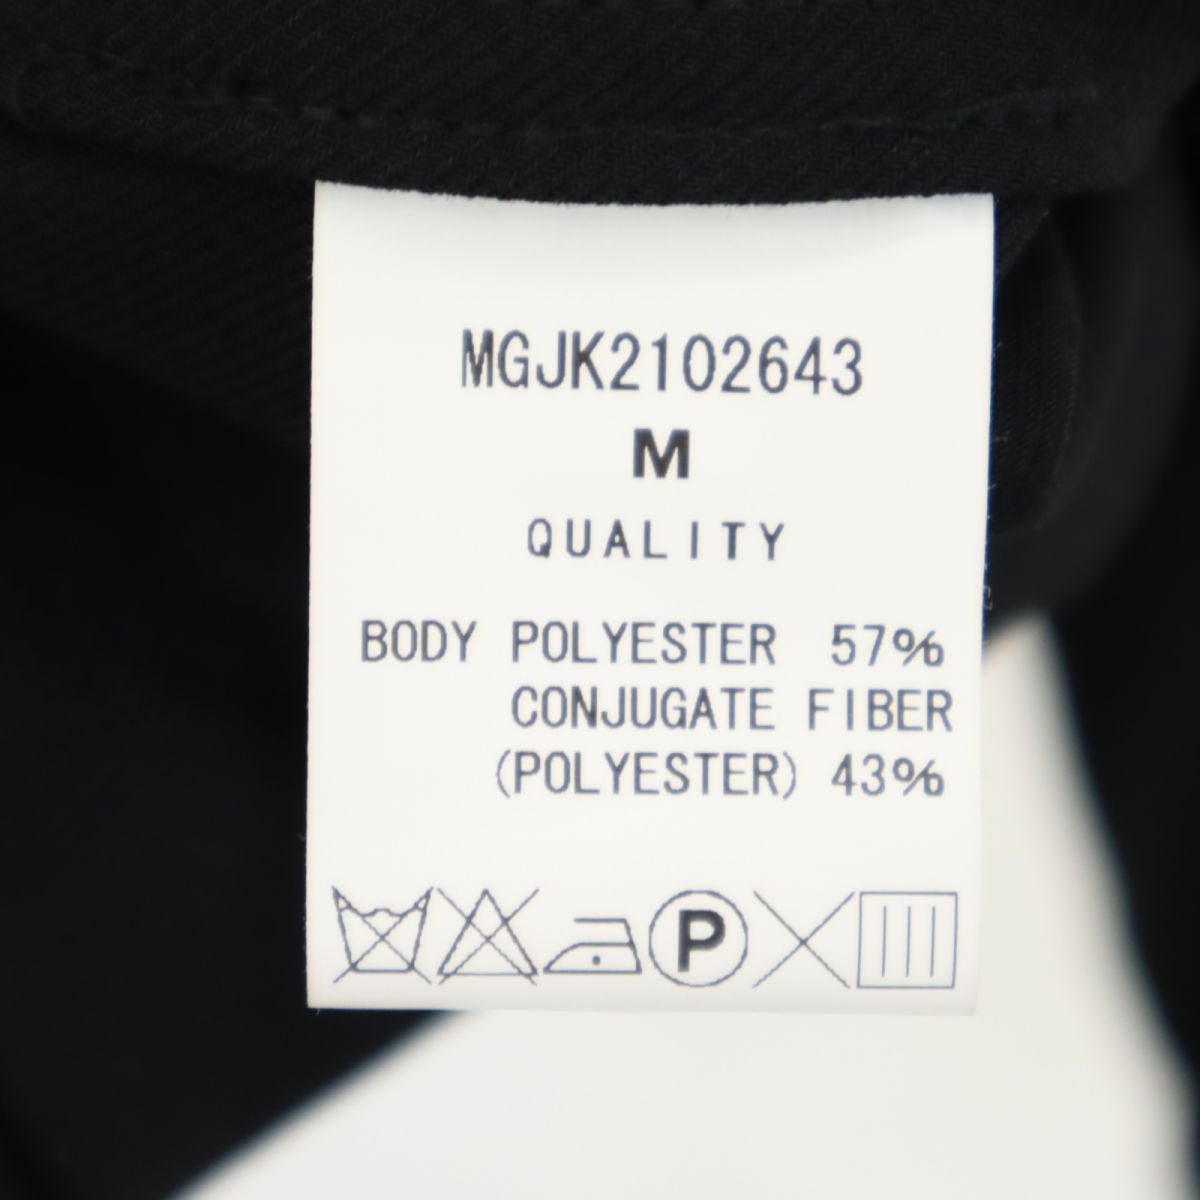 MGJK2102643
M
QUALITY
BODY POLYESTER 57%
CONJUGATE FIBER
(POLYESTER) 43%
P